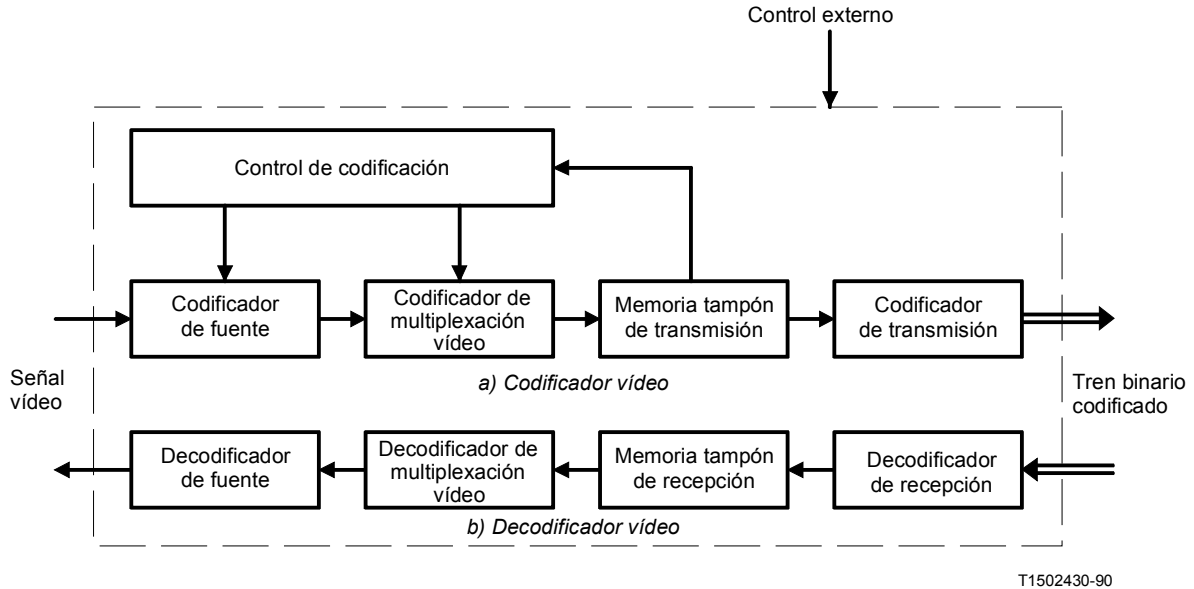 Control externo
Control de codificación
Codificador
de fuente
Codificador de
multiplexación
vídeo
Memoria tampón
de transmisión
Codificador
de transmisión
a) Codificador vídeo
Señal
vídeo
Tren binario
codificado
Decodificador
de fuente
Decodificador de
multiplexación
vídeo
Memoria tampón
de recepción
Decodificador
de recepción
b) Decodificador vídeo
T1502430-90